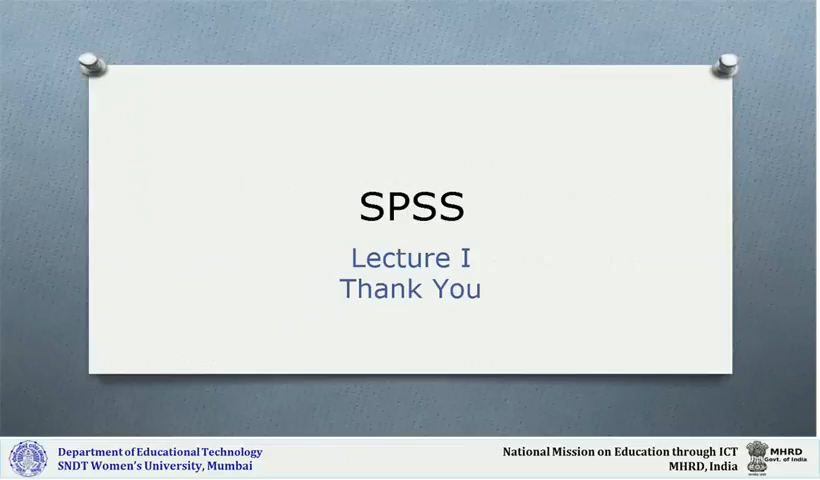 SPSS
Lecture I
Thank You
Department of Educational Technology
SNDT Women's University, Mumbai
National Mission on Education through ICT
MHRD, India
MHRD
Govt. of India